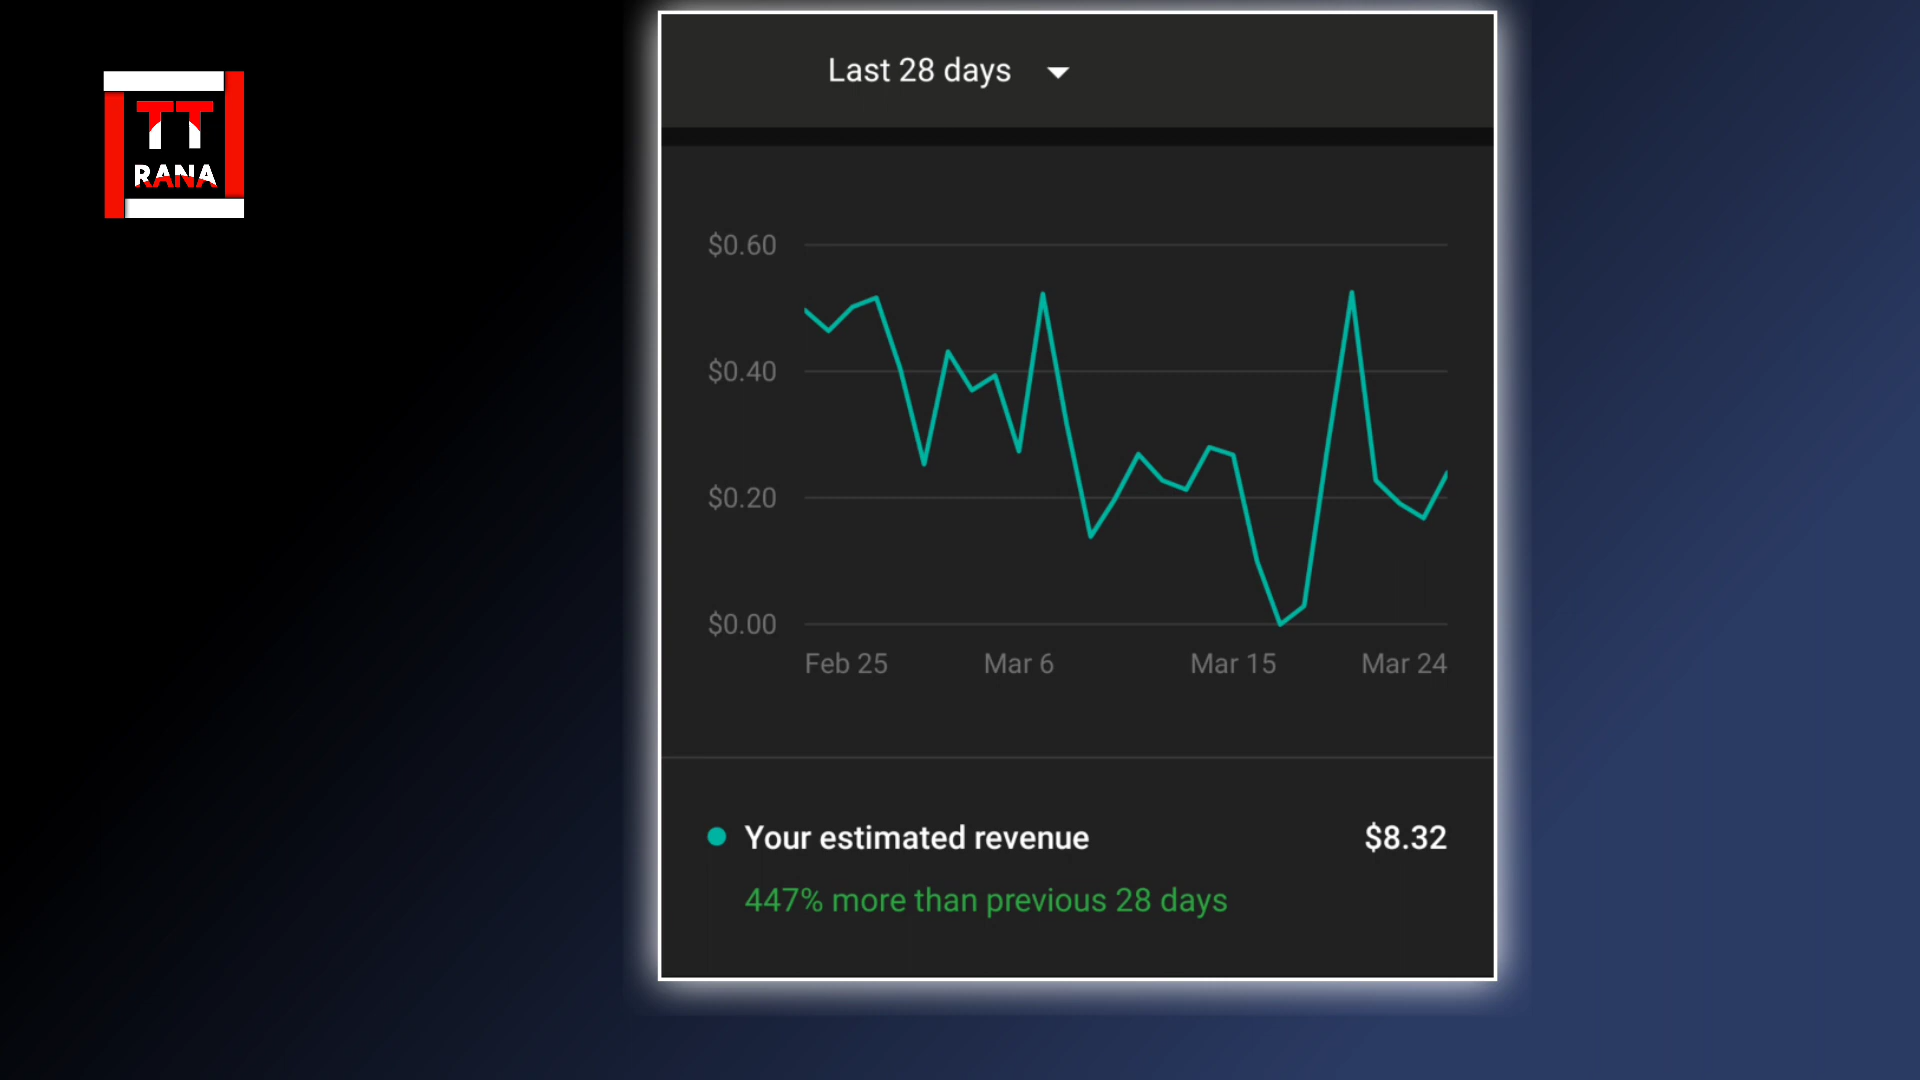 TT
RANA
Last 28 days
$0.60
$0.40
$0.20
$0.00
Feb 25 Mar 6 Mar 15 Mar 24
Your estimated revenue $8.32
447% more than previous 28 days